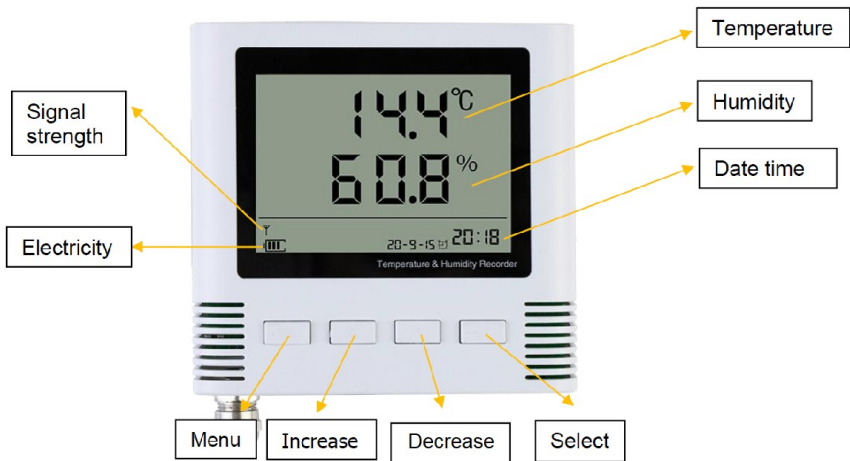 Temperature
14.4°C
Humidity
Signal
strength
60.8%
Date time
20-9-15 20:18
Electricity
Temperature & Humidity Recorder
Menu
Increase
Decrease
Select